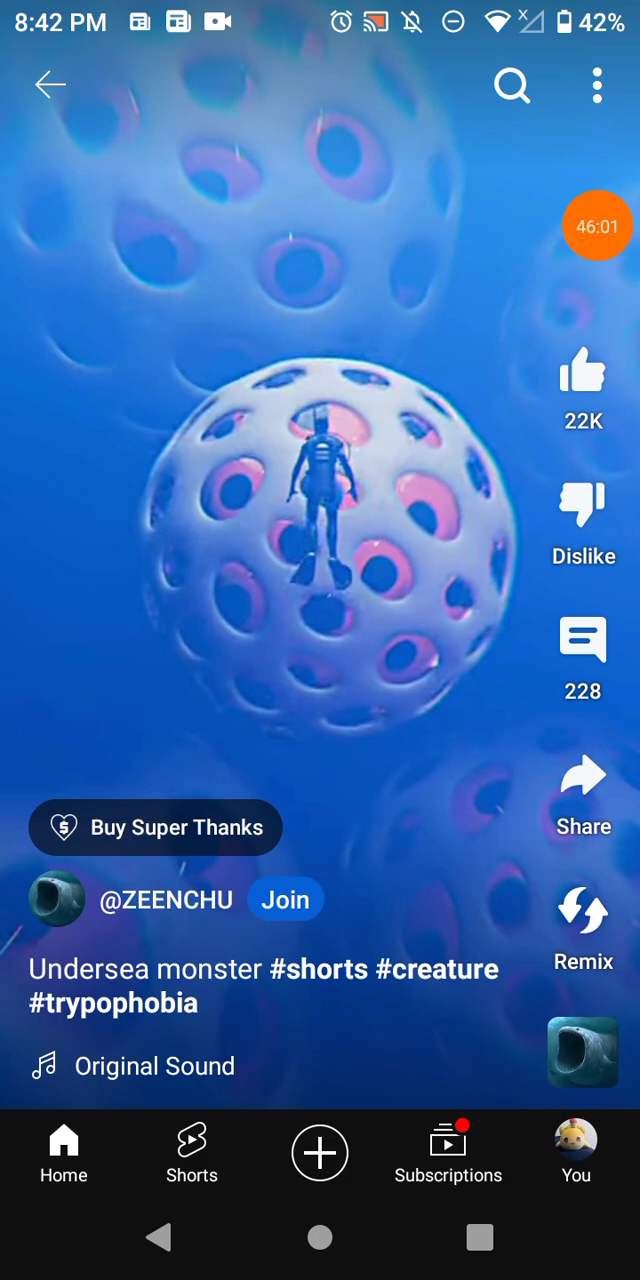 8:42 PM
42%
46:01
22K
Dislike
228
Share
Remix
Buy Super Thanks
@ZEENCHU
Join
Undersea monster #shorts #creature
#trypophobia
Original Sound
Home
Shorts
Subscriptions
You